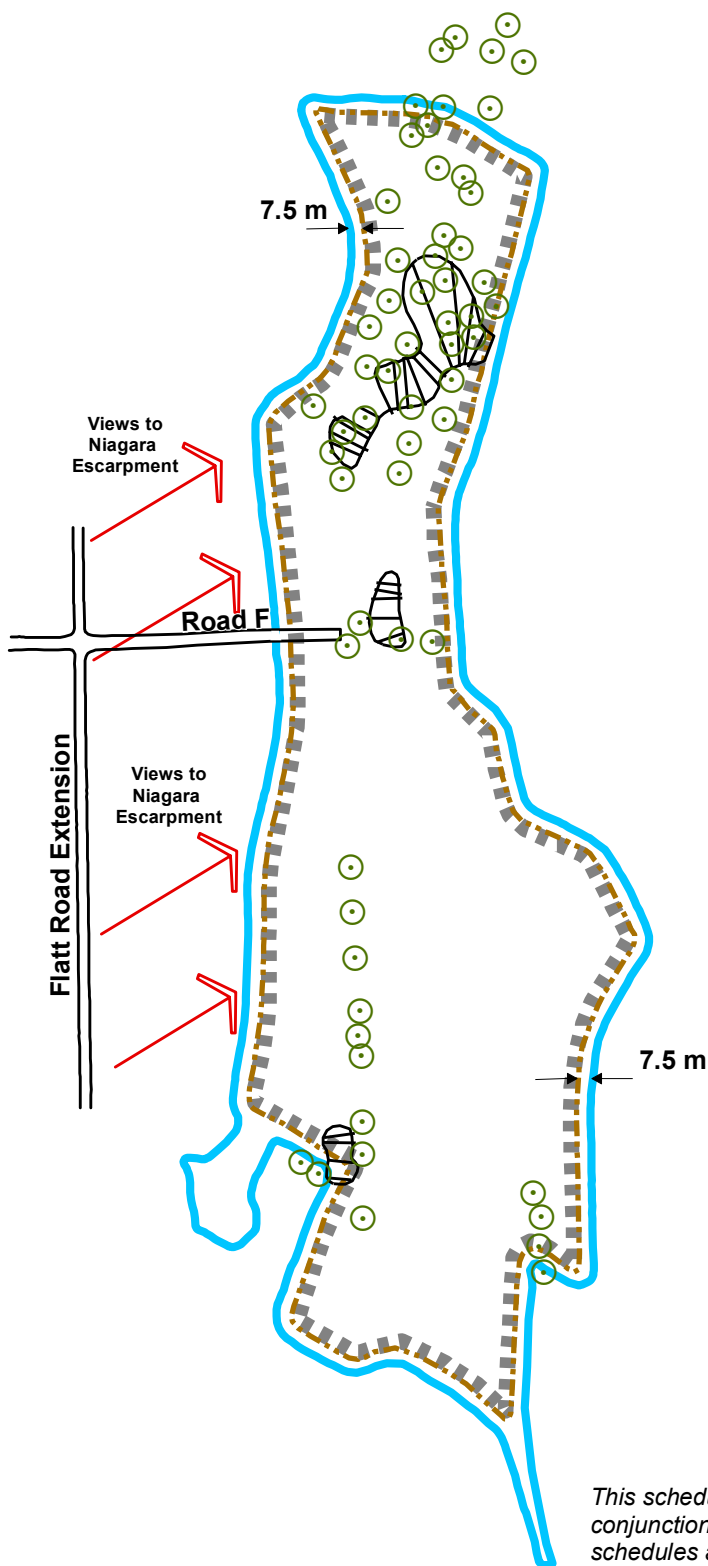 7.5 m
Views to
Niagara
Escarpment
Road F
Flatt Road Extension
Views to
Niagara
Escarpment
7.5 m
This schedu
conjunction
schedules a